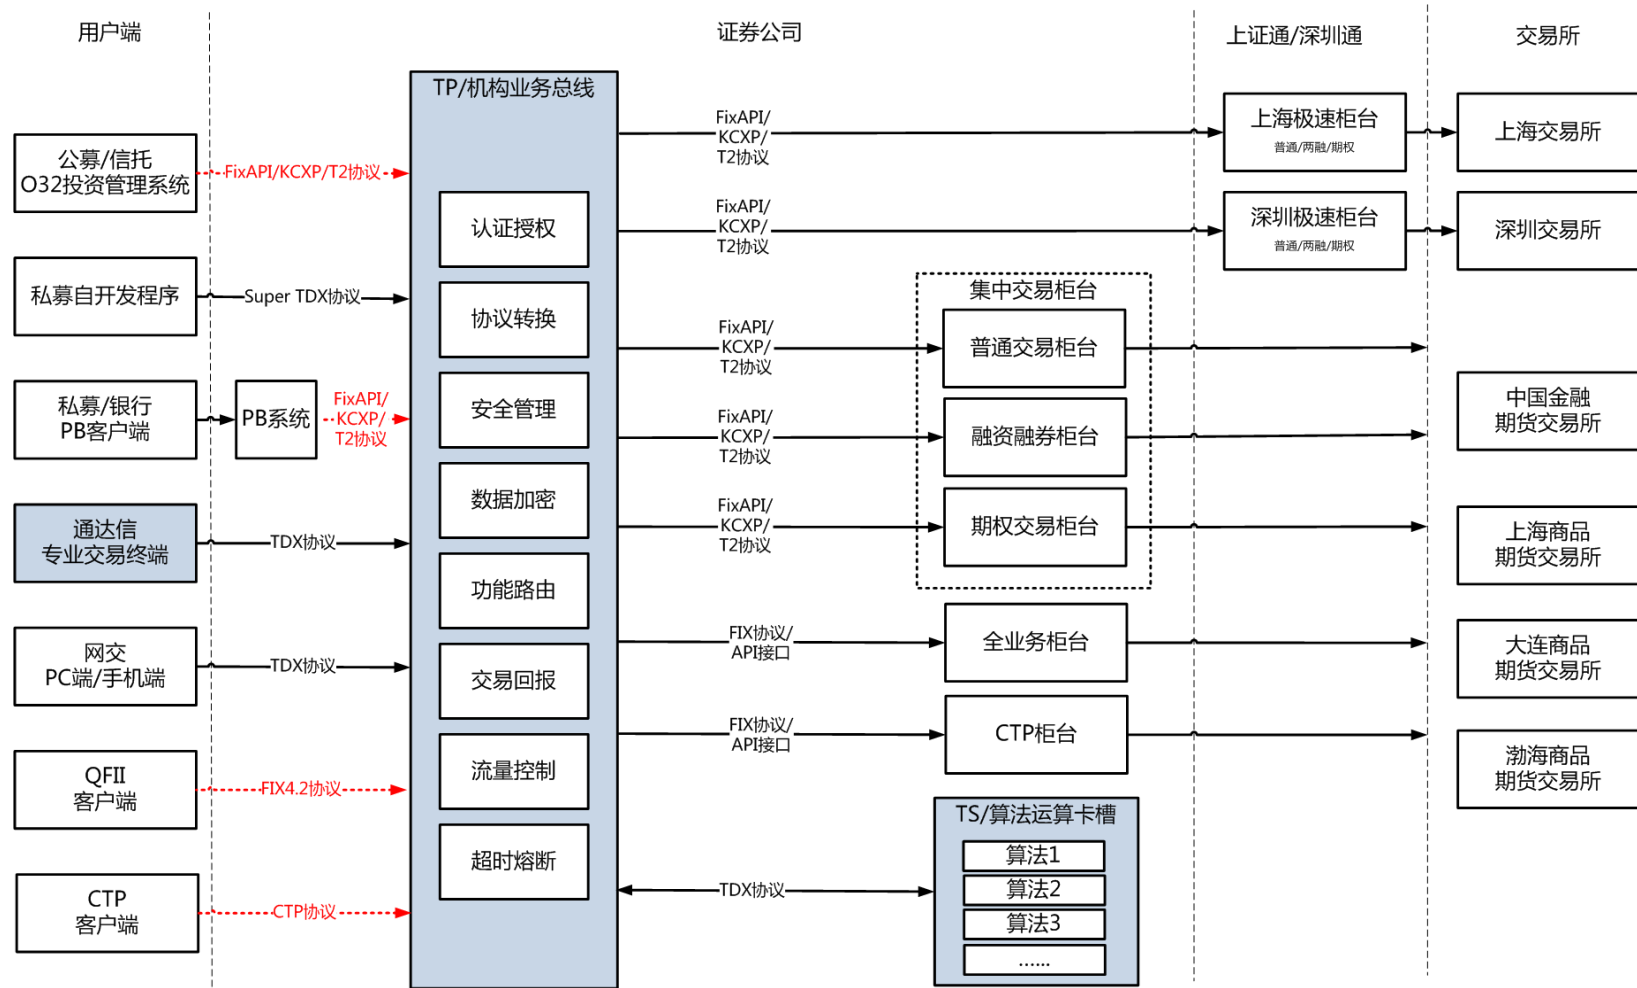 用户端
证券公司
上证通/深圳通
交易所
公募/信托
O32投资管理系统
FixAPI/KCXP/T2协议
私募自开发程序
Super TDX协议
私募/银行
PB客户端
PB系统
FixAPI/
KCXP/
T2协议
通达信
专业交易终端
TDX协议
网交
PC端/手机端
TDX协议
QFII
客户端
FIX4.2协议
CTP
客户端
CTP协议
TP/机构业务总线
认证授权
协议转换
安全管理
数据加密
功能路由
交易回报
流量控制
超时熔断
FixAPI/
KCXP/
T2协议
上海极速柜台
普通/两融/期权
上海交易所
FixAPI/
KCXP/
T2协议
深圳极速柜台
普通/两融/期权
深圳交易所
集中交易柜台
FixAPI/
KCXP/
T2协议
普通交易柜台
FixAPI/
KCXP/
T2协议
融资融券柜台
FixAPI/
KCXP/
T2协议
期权交易柜台
FIX协议/
API接口
全业务柜台
FIX协议/
API接口
CTP柜台
TDX协议
TS/算法运算卡槽
算法1
算法2
算法3
......
中国金融
期货交易所
上海商品
期货交易所
大连商品
期货交易所
渤海商品
期货交易所